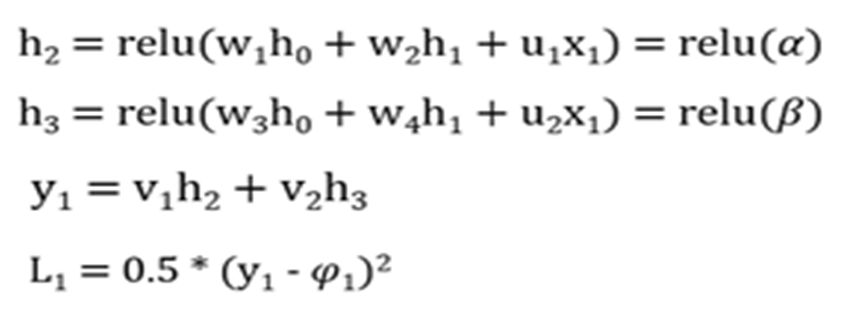 h₂ = relu(w₁h₀ + w₂h₁ + u₁x₁) = relu(α)
h₃ = relu(w₃h₀ + w₄h₁ + u₂x₁) = relu(β)
y₁ = v₁h₂ + v₂h₃
L₁ = 0.5 * (y₁ - φ₁)²